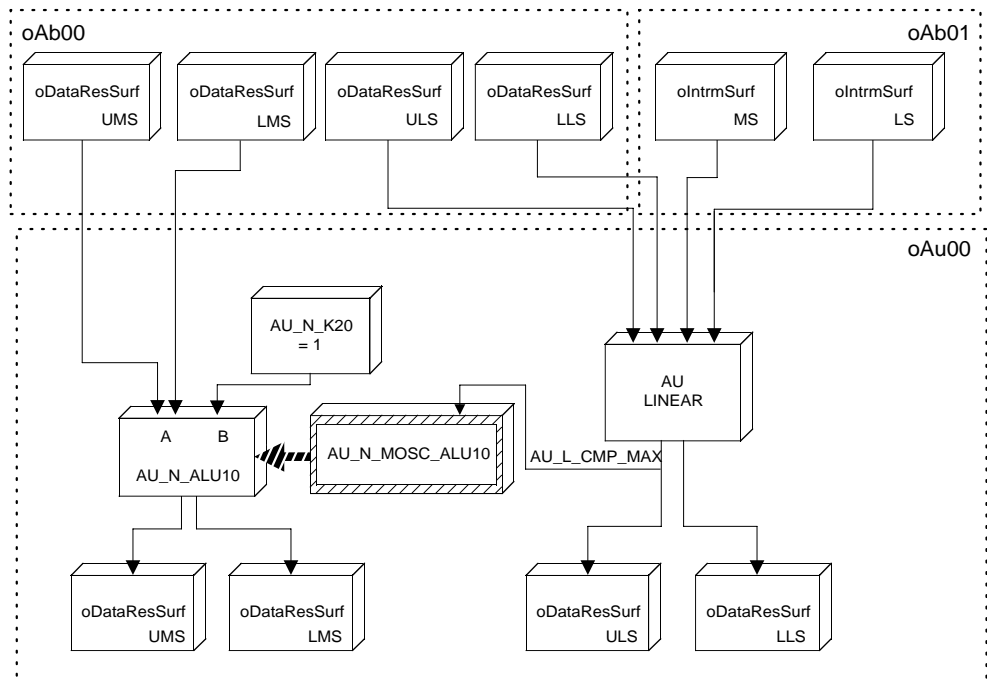 oAb00
oAb01
oDataResSurf
UMS
oDataResSurf
LMS
oDataResSurf
ULS
oDataResSurf
LLS
oIntrmSurf
MS
oIntrmSurf
LS
oAu00
AU_N_K20
= 1
AU
LINEAR
A B
AU_N_ALU10
AU_N_MOSC_ALU10
AU_L_CMP_MAX
oDataResSurf
UMS
oDataResSurf
LMS
oDataResSurf
ULS
oDataResSurf
LLS